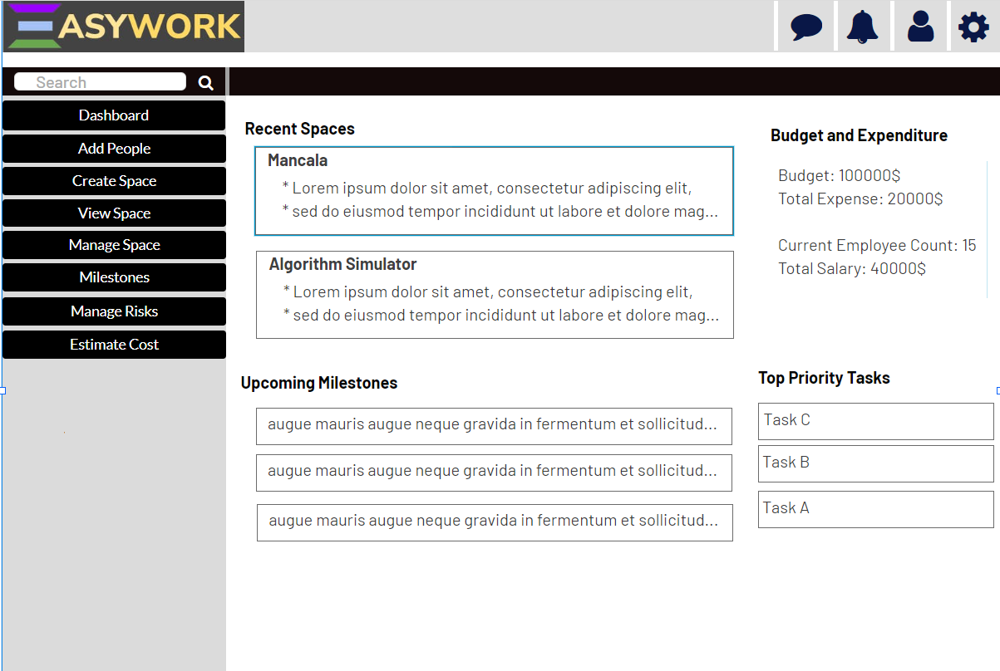 EASYWORK
Search
Dashboard
Add People
Create Space
View Space
Manage Space
Milestones
Manage Risks
Estimate Cost
Recent Spaces
Mancala
* Lorem ipsum dolor sit amet, consectetur adipiscing elit,
* sed do eiusmod tempor incididunt ut labore et dolore mag...
Algorithm Simulator
* Lorem ipsum dolor sit amet, consectetur adipiscing elit,
* sed do eiusmod tempor incididunt ut labore et dolore mag...
Budget and Expenditure
Budget: 100000$
Total Expense: 20000$
Current Employee Count: 15
Total Salary: 40000$
Upcoming Milestones
augue mauris augue neque gravida in fermentum et sollicitud...
augue mauris augue neque gravida in fermentum et sollicitud...
augue mauris augue neque gravida in fermentum et sollicitud...
Top Priority Tasks
Task C
Task B
Task A